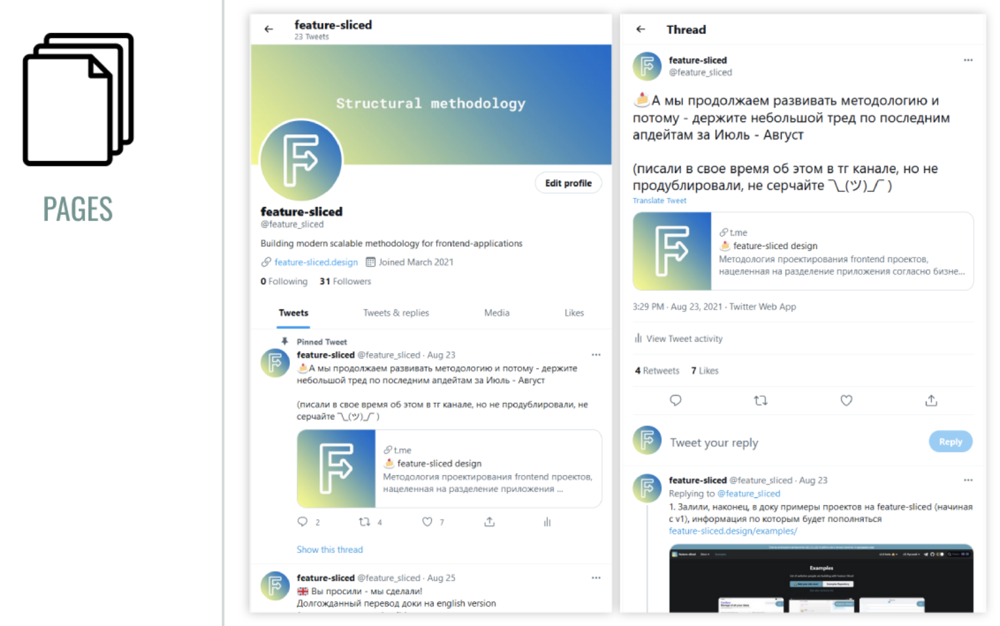 PAGES
feature-sliced
23 Tweets
Structural methodology
Edit profile
feature-sliced
@feature_sliced
Building modern scalable methodology for frontend-applications
feature-sliced.design Joined March 2021
0 Following 31 Followers
Tweets Tweets & replies Media Likes
Pinned Tweet
feature-sliced @feature_sliced · Aug 23
А мы продолжаем развивать методологию и потому - держите
небольшой тред по последним апдейтам за Июль - Август
(писали в свое время об этом в тг канале, но не продублировали, не
серчайте ¯\_(ツ)_/¯ )
t.me
feature-sliced design
Методология проектирования frontend проектов,
нацеленная на разделение приложения ...
2 4 7
Show this thread
feature-sliced @feature_sliced · Aug 25
Вы просили - мы сделали!
Долгожданный перевод доки на english version
Thread
feature-sliced
@feature_sliced
А мы продолжаем развивать методологию и
потому - держите небольшой тред по последним
апдейтам за Июль - Август
(писали в свое время об этом в тг канале, но не
продублировали, не серчайте ¯\_(ツ)_/¯ )
Translate Tweet
t.me
feature-sliced design
Методология проектирования frontend проектов,
нацеленная на разделение приложения согласно бизне...
3:29 PM · Aug 23, 2021 · Twitter Web App
View Tweet activity
4 Retweets 7 Likes
Tweet your reply
Reply
feature-sliced @feature_sliced · Aug 23
Replying to @feature_sliced
1. Залили, наконец, в доку примеры проектов на feature-sliced (начиная
с v1), информация по которым будет пополняться
feature-sliced.design/examples/
Examples